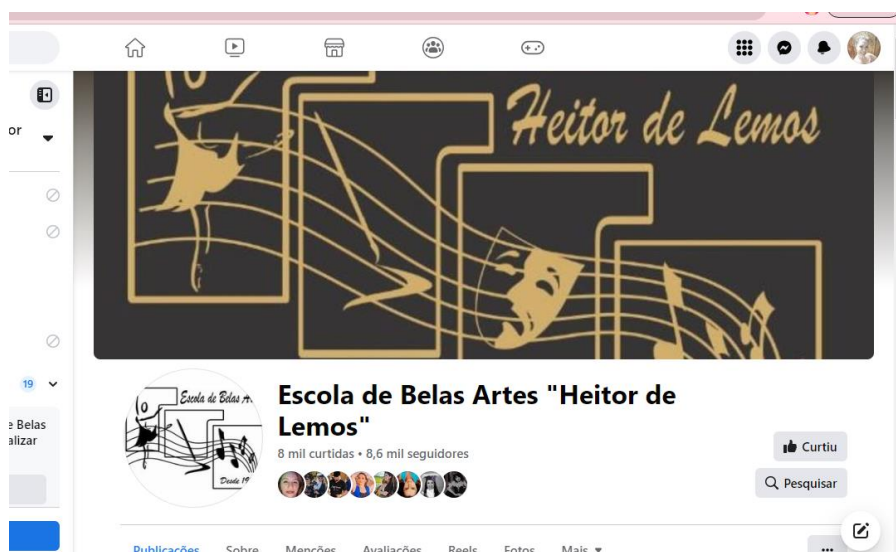 or
Heitor de Lemos
19
e Belas
alizar
Escola de Belas
Desde 19
Escola de Belas Artes "Heitor de
Lemos"
8 mil curtidas • 8,6 mil seguidores
Curtiu
Pesquisar
Publicações Sobre Menções Avaliações Reels Fotos Mais